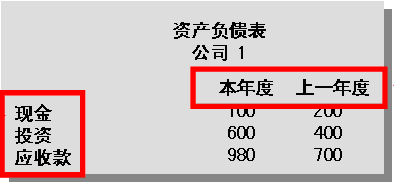 资产负债表
公司 1
本年度 上一年度
现金 100 200
投资 600 400
应收款 980 700